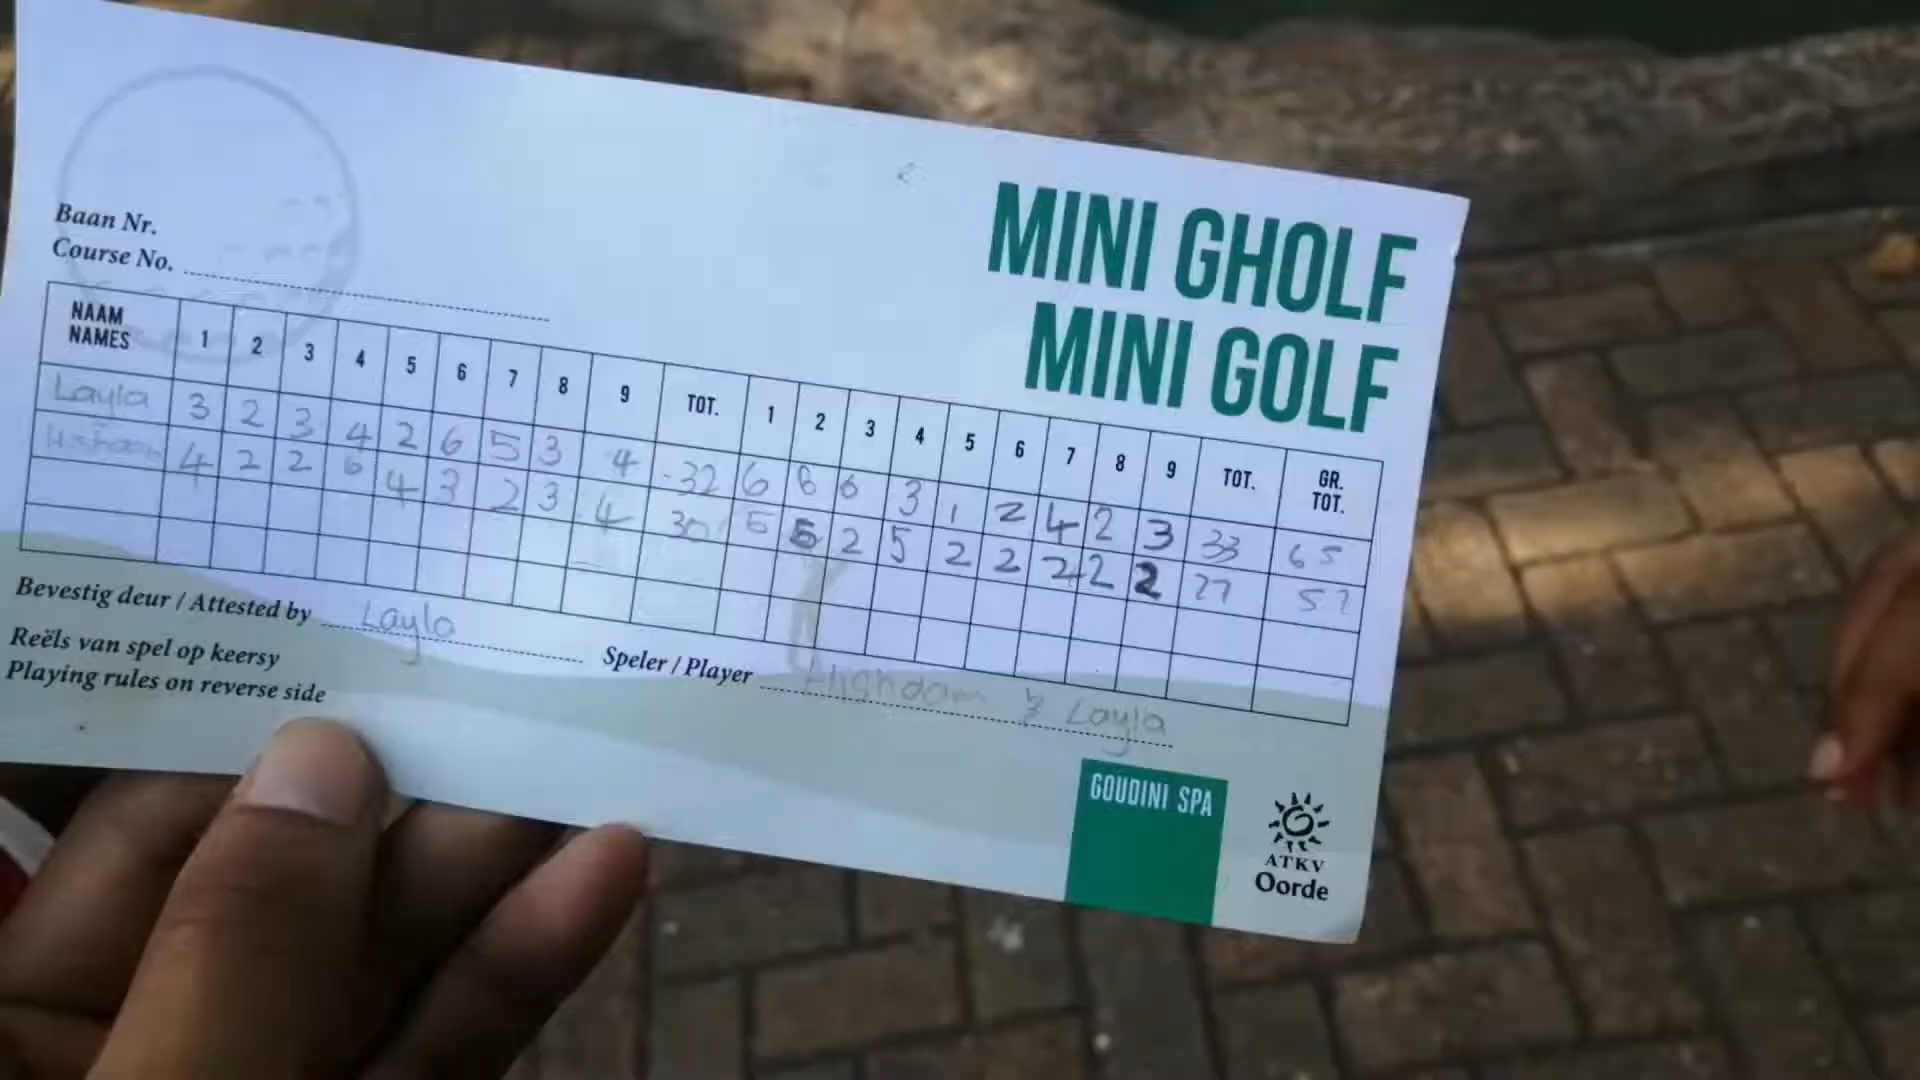 MINI GHOLF
MINI GOLF
Baan Nr.
Course No.
NAAM NAMES 1 2 3 4 5 6 7 8 9 TOT. 1 2 3 4 5 6 7 8 9 TOT. GR. TOT.
Layla 3 2 3 4 2 6 5 3 4 32 6 6 6 3 1 2 4 2 3 33 65
4 2 2 6 4 3 2 3 4 30 5 5 2 5 2 2 2 2 2 27 57
Bevestig deur / Attested by Layla
Speler / Player & Layla
Reëls van spel op keersy
Playing rules on reverse side
GOUDINI SPA
ATKV
Oorde